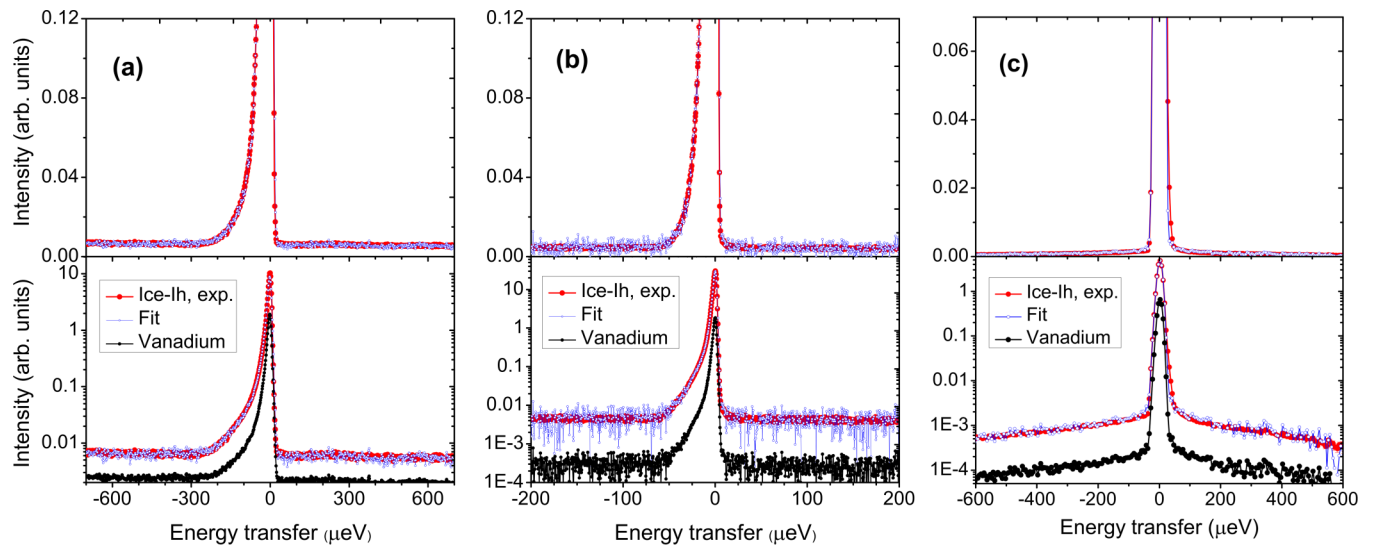 (a)
0.12
0.08
0.04
0.00
Intensity (arb. units)
10
1
0.1
0.01
Intensity (arb. units)
Ice-Ih, exp.
Fit
Vanadium
-600 -300 0 300 600
Energy transfer (μeV)
(b)
0.12
0.08
0.04
0.00
10
1
0.1
0.01
1E-3
1E-4
Ice-Ih, exp.
Fit
Vanadium
-200 -100 0 100 200
Energy transfer (μeV)
(c)
0.06
0.04
0.02
0.00
1
0.1
0.01
1E-3
1E-4
Ice-Ih, exp.
Fit
Vanadium
-600 -400 -200 0 200 400 600
Energy transfer (μeV)